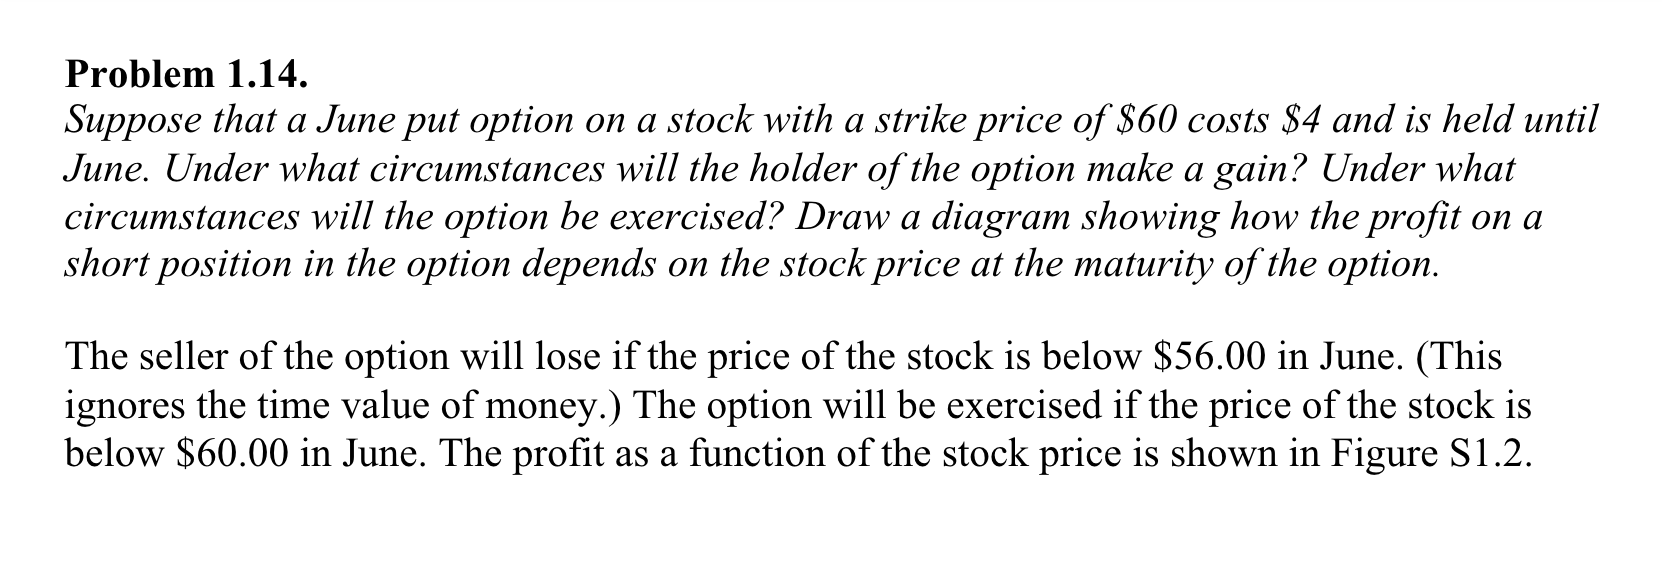 Problem 1.14.
Suppose that a June put option on a stock with a strike price of $60 costs $4 and is held until
June. Under what circumstances will the holder of the option make a gain? Under what
circumstances will the option be exercised? Draw a diagram showing how the profit on a
short position in the option depends on the stock price at the maturity of the option.
The seller of the option will lose if the price of the stock is below $56.00 in June. (This
ignores the time value of money.) The option will be exercised if the price of the stock is
below $60.00 in June. The profit as a function of the stock price is shown in Figure S1.2.